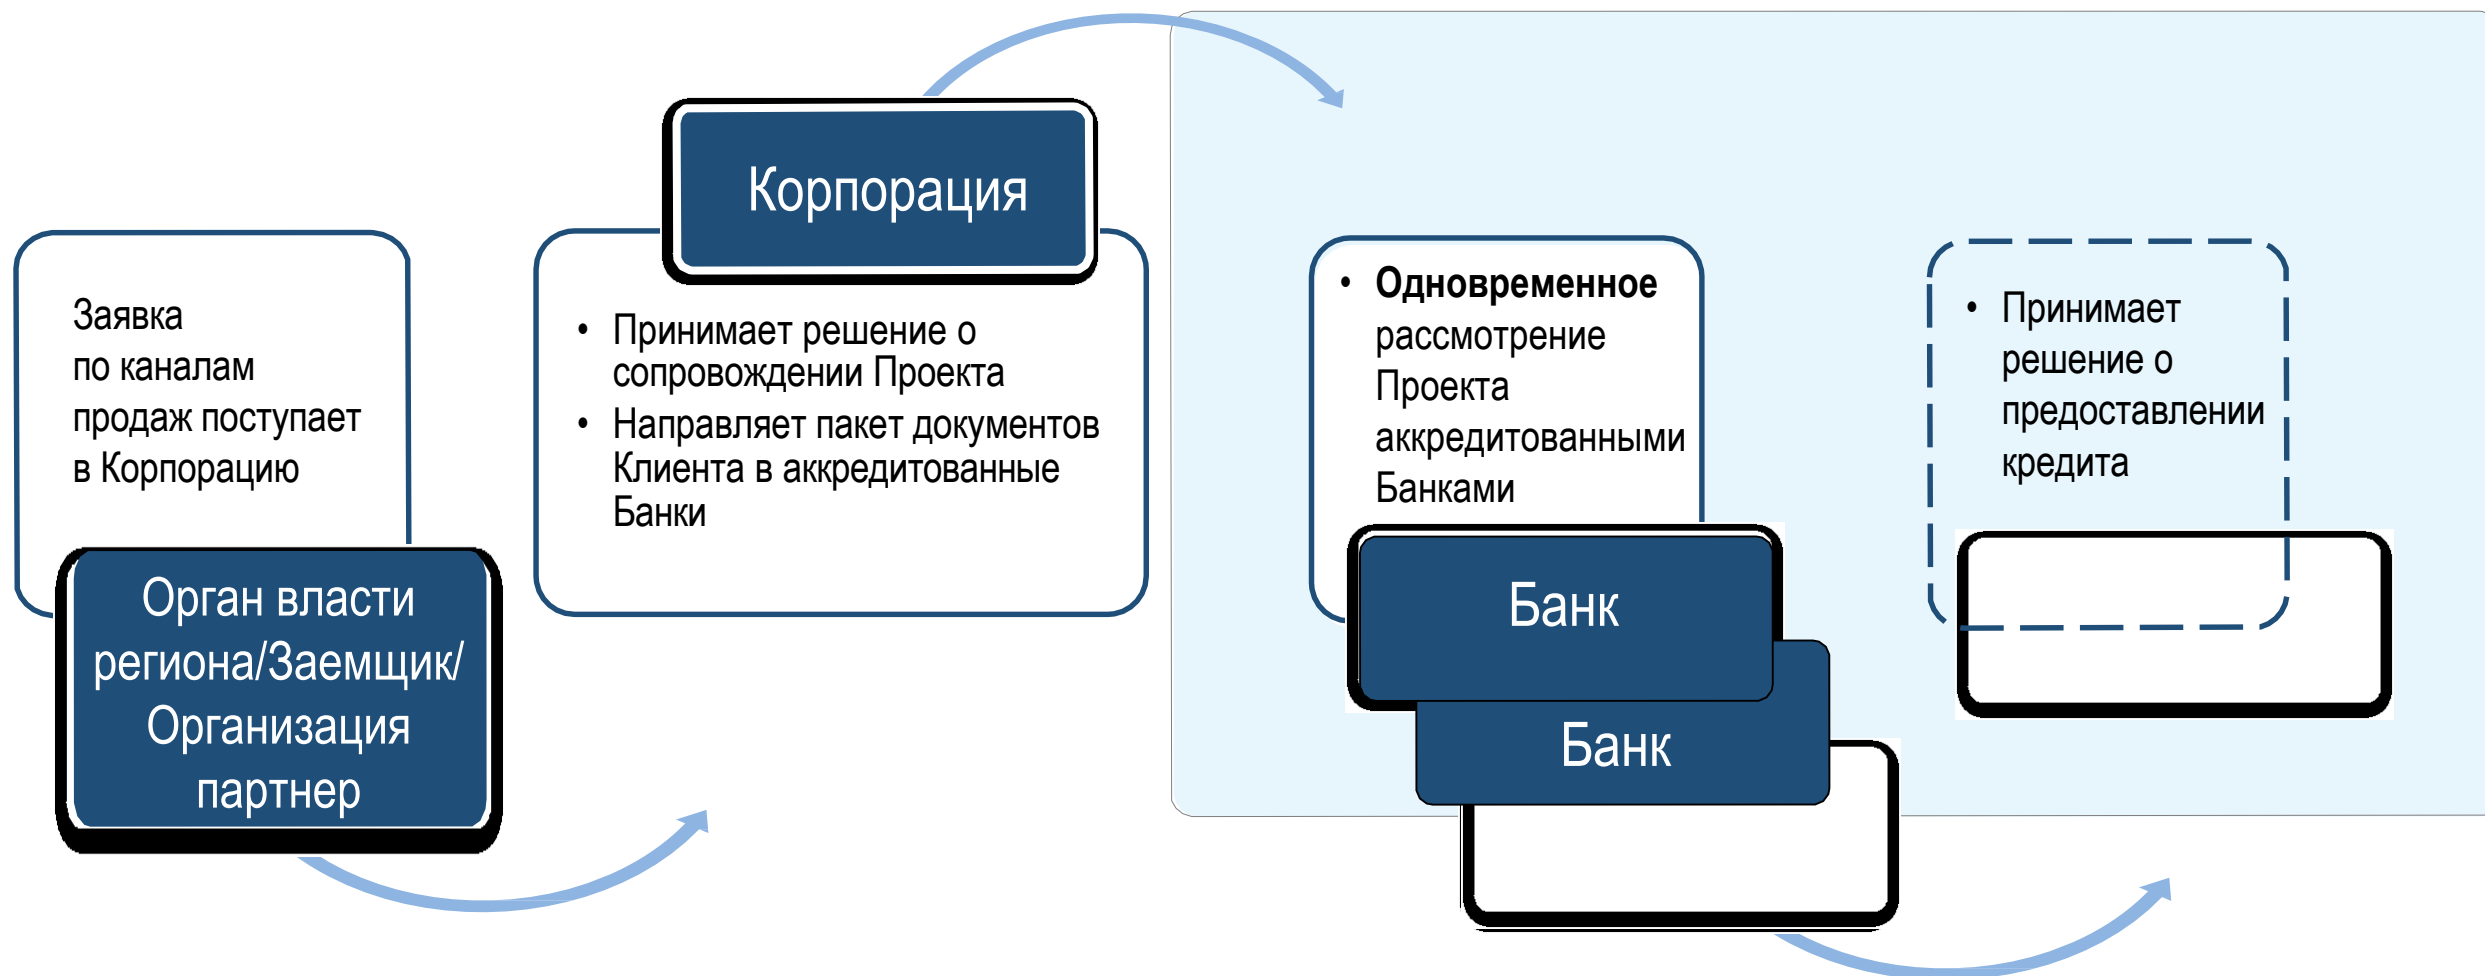 Заявка
по каналам
продаж поступает
в Корпорацию
Орган власти
региона/Заемщик/
Организация
партнер
Корпорация
• Принимает решение о
сопровождении Проекта
• Направляет пакет документов
Клиента в аккредитованные
Банки
• Одновременное
рассмотрение
Проекта
аккредитованными
Банками
Банк
Банк
• Принимает
решение о
предоставлении
кредита